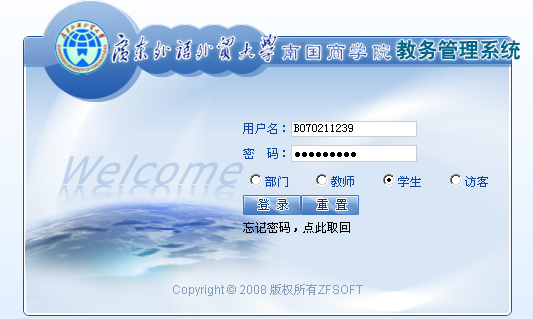 广东外语外贸大学南国商学院教务管理系统
用户名：B070211239
密 码：●●●●●●●●●
Welcome
部门 教师 学生 访客
登 录 重 置
忘记密码，点此取回
Copyright © 2008 版权所有ZFSOFT